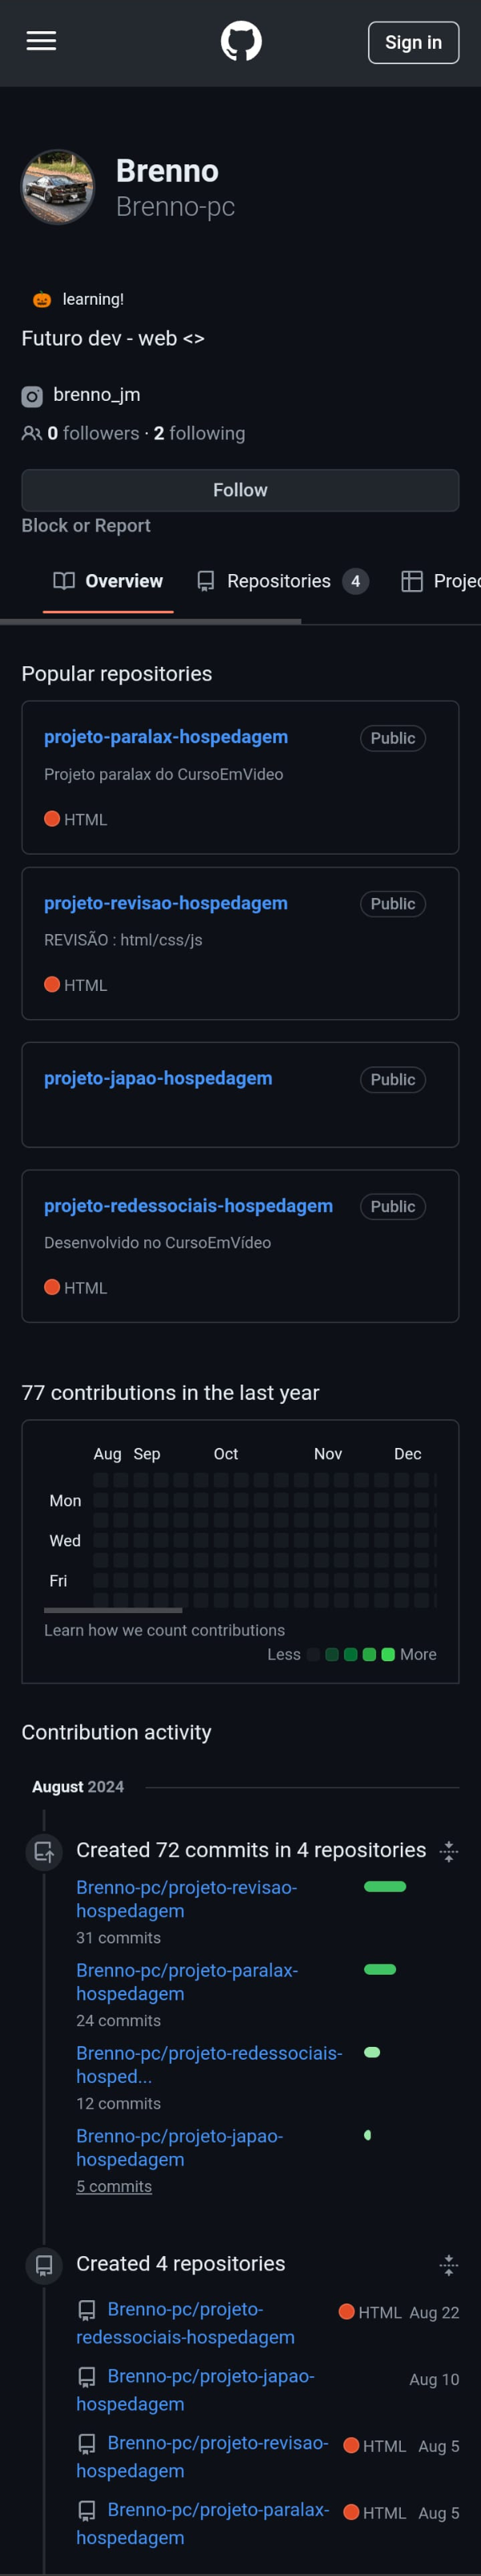 Sign in
Brenno
Brenno-pc
learning!
Futuro dev - web <>
brenno_jm
0 followers · 2 following
Follow
Block or Report
Overview Repositories 4 Projec
Popular repositories
projeto-paralax-hospedagem Public
Projeto paralax do CursoEmVideo
HTML
projeto-revisao-hospedagem Public
REVISÃO : html/css/js
HTML
projeto-japao-hospedagem Public
projeto-redessociais-hospedagem Public
Desenvolvido no CursoEmVídeo
HTML
77 contributions in the last year
Aug Sep Oct Nov Dec
Mon
Wed
Fri
Learn how we count contributions
Less More
Contribution activity
August 2024
Created 72 commits in 4 repositories
Brenno-pc/projeto-revisao-
hospedagem
31 commits
Brenno-pc/projeto-paralax-
hospedagem
24 commits
Brenno-pc/projeto-redessociais-
hosped...
12 commits
Brenno-pc/projeto-japao-
hospedagem
5 commits
Created 4 repositories
Brenno-pc/projeto- HTML Aug 22
redessociais-hospedagem
Brenno-pc/projeto-japao- Aug 10
hospedagem
Brenno-pc/projeto-revisao- HTML Aug 5
hospedagem
Brenno-pc/projeto-paralax- HTML Aug 5
hospedagem